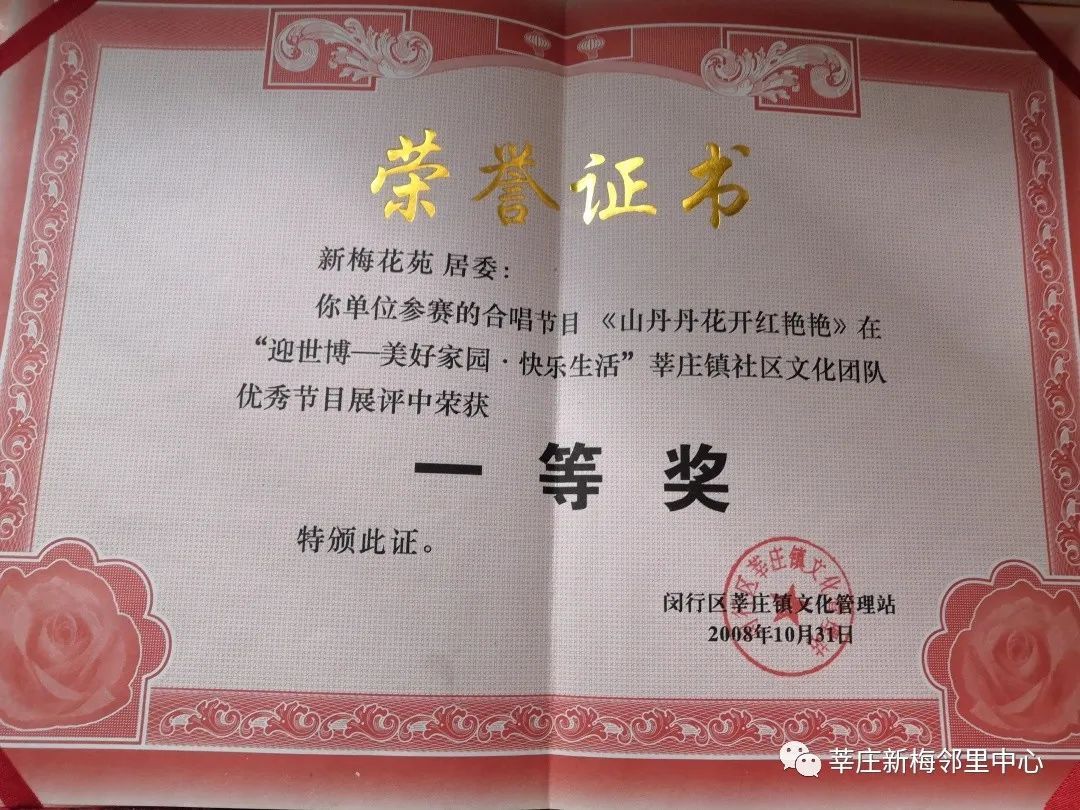 荣誉证书
新梅花苑 居委：
你单位参赛的合唱节目《山丹丹花开红艳艳》在
“迎世博—美好家园·快乐生活”莘庄镇社区文化团队
优秀节目展评中荣获
一等奖
特颁此证。
闵行区莘庄镇文化管理站
2008年10月31日
莘庄新梅邻里中心